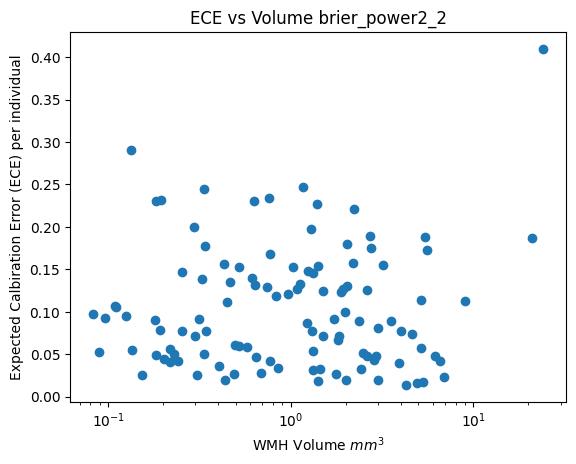 ECE vs Volume brier_power2_2
Expected Calbiration Error (ECE) per individual
0.40
0.35
0.30
0.25
0.20
0.15
0.10
0.05
0.00
10⁻¹ 10⁰ 10¹
WMH Volume mm³